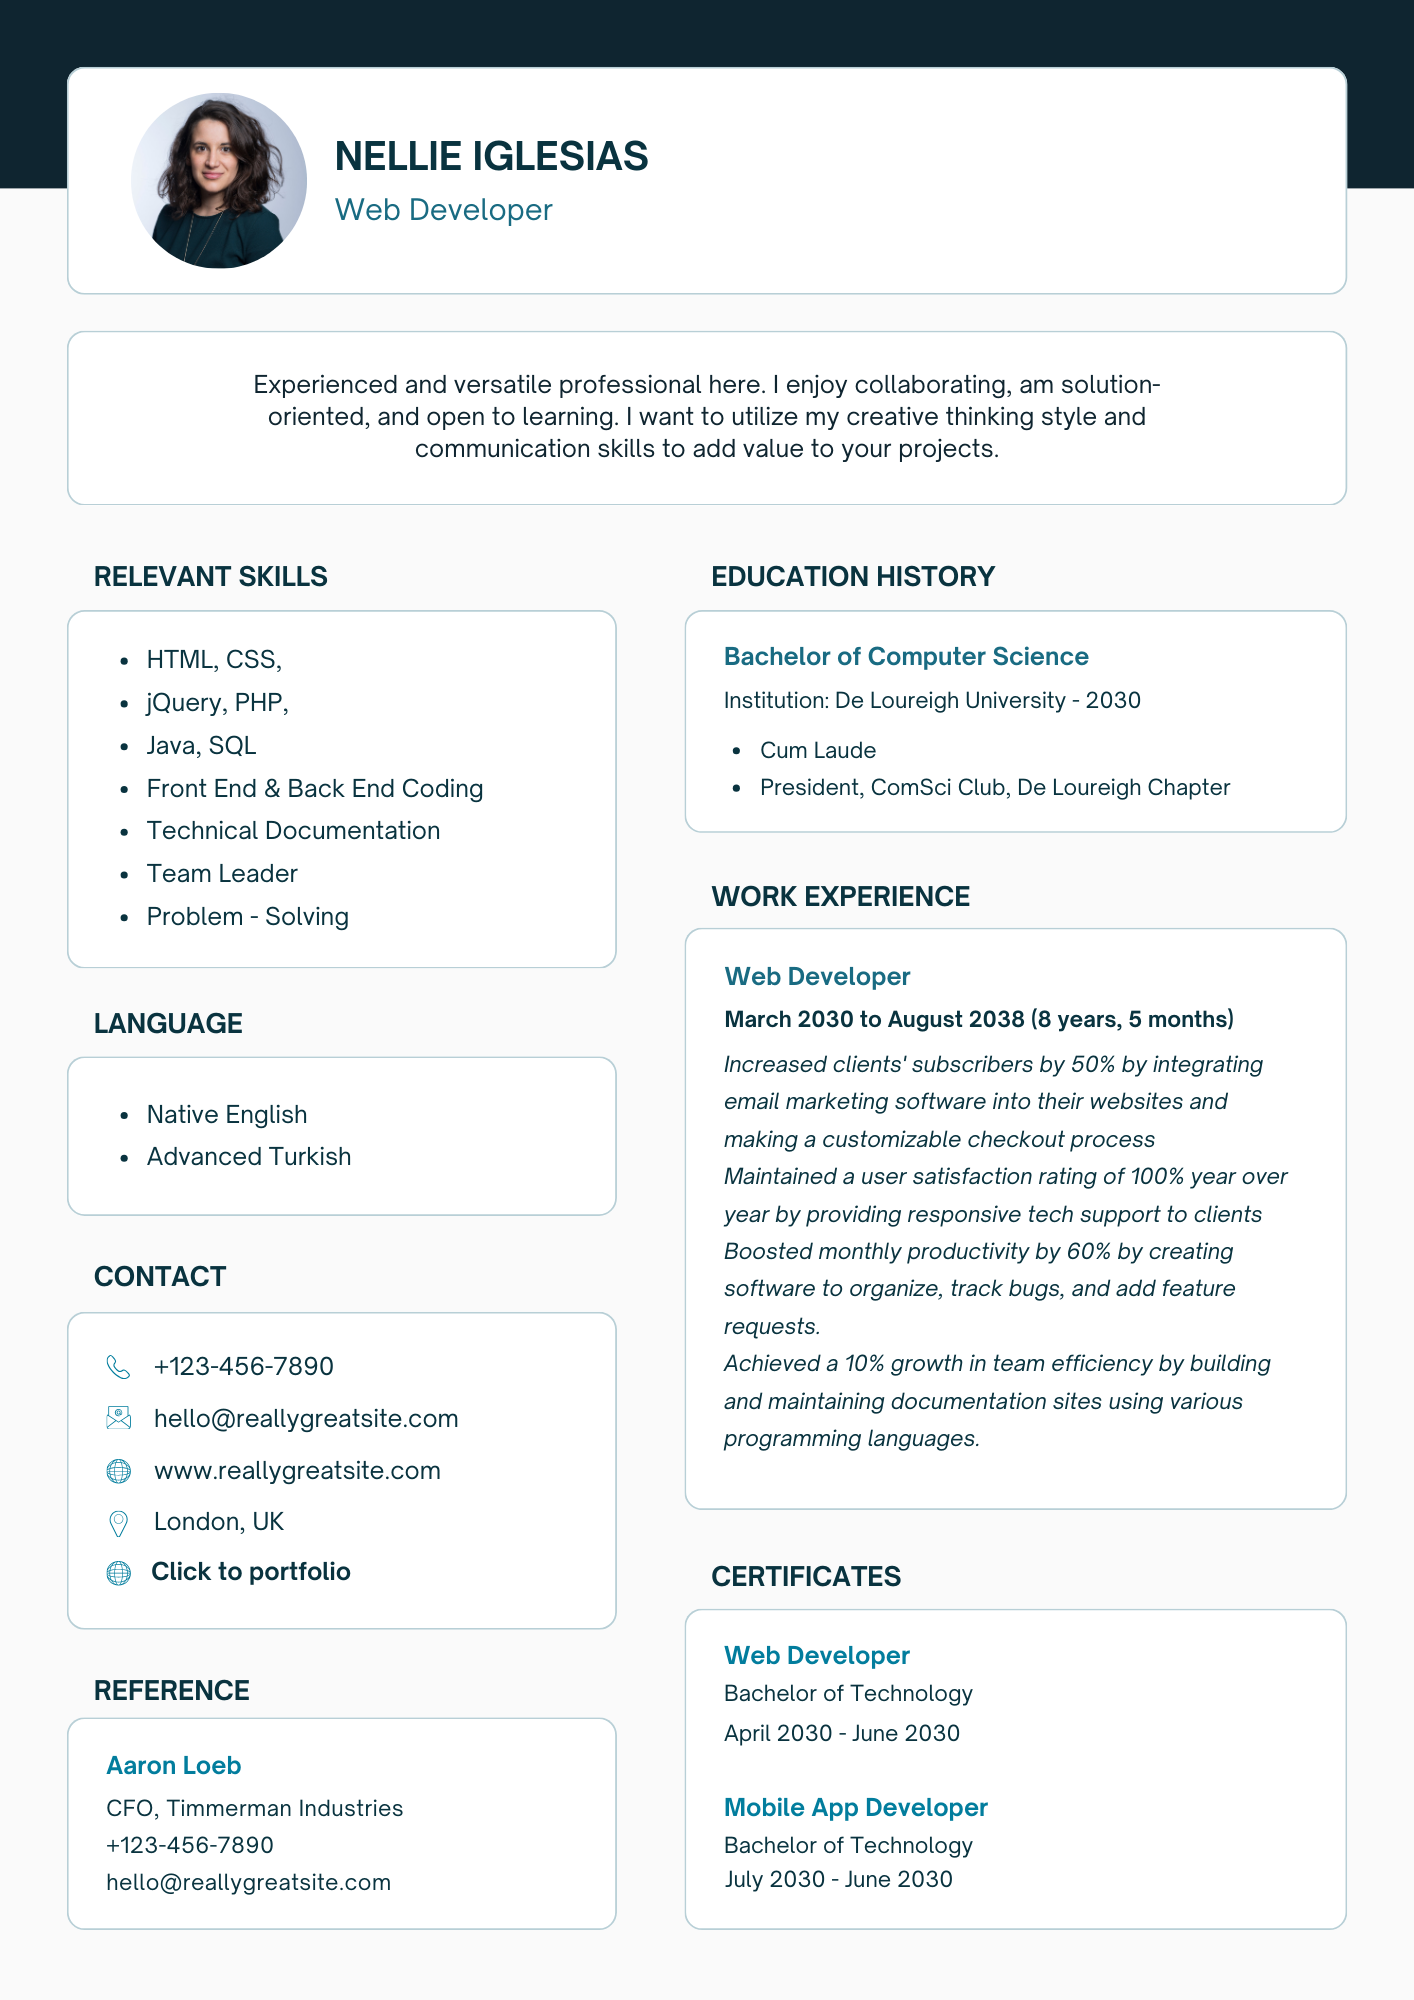 NELLIE IGLESIAS
Web Developer
Experienced and versatile professional here. I enjoy collaborating, am solution-
oriented, and open to learning. I want to utilize my creative thinking style and
communication skills to add value to your projects.
RELEVANT SKILLS
• HTML, CSS,
• jQuery, PHP,
• Java, SQL
• Front End & Back End Coding
• Technical Documentation
• Team Leader
• Problem - Solving
LANGUAGE
• Native English
• Advanced Turkish
CONTACT
+123-456-7890
hello@reallygreatsite.com
www.reallygreatsite.com
London, UK
Click to portfolio
REFERENCE
Aaron Loeb
CFO, Timmerman Industries
+123-456-7890
hello@reallygreatsite.com
EDUCATION HISTORY
Bachelor of Computer Science
Institution: De Loureigh University - 2030
• Cum Laude
• President, ComSci Club, De Loureigh Chapter
WORK EXPERIENCE
Web Developer
March 2030 to August 2038 (8 years, 5 months)
Increased clients' subscribers by 50% by integrating
email marketing software into their websites and
making a customizable checkout process
Maintained a user satisfaction rating of 100% year over
year by providing responsive tech support to clients
Boosted monthly productivity by 60% by creating
software to organize, track bugs, and add feature
requests.
Achieved a 10% growth in team efficiency by building
and maintaining documentation sites using various
programming languages.
CERTIFICATES
Web Developer
Bachelor of Technology
April 2030 - June 2030
Mobile App Developer
Bachelor of Technology
July 2030 - June 2030